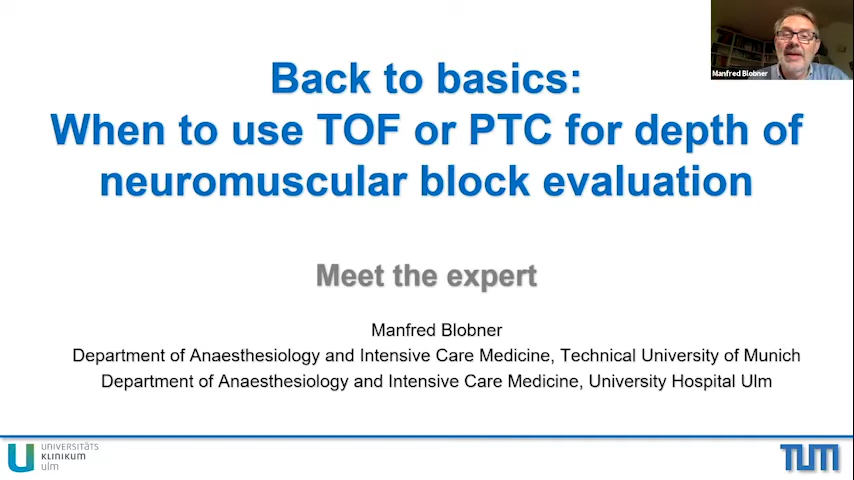 Manfred Blobner
Back to basics:
When to use TOF or PTC for depth of
neuromuscular block evaluation
Meet the expert
Manfred Blobner
Department of Anaesthesiology and Intensive Care Medicine, Technical University of Munich
Department of Anaesthesiology and Intensive Care Medicine, University Hospital Ulm
U UNIVERSITÄTS
KLINIKUM
ulm
TUM